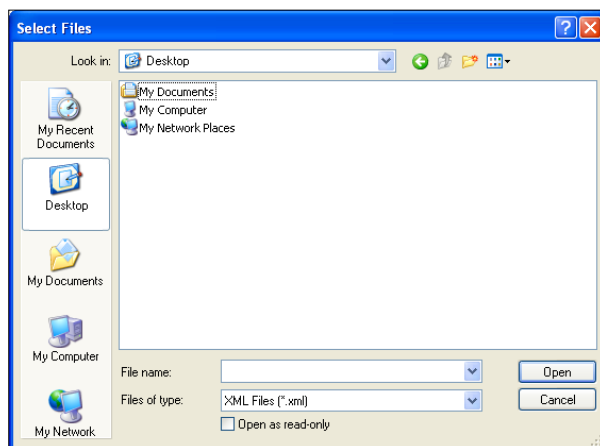 Select Files
Look in:
Desktop
My Recent
Documents
Desktop
My Documents
My Computer
My Network
My Documents
My Computer
My Network Places
File name:
Open
Files of type:
XML Files (*.xml)
Cancel
Open as read-only